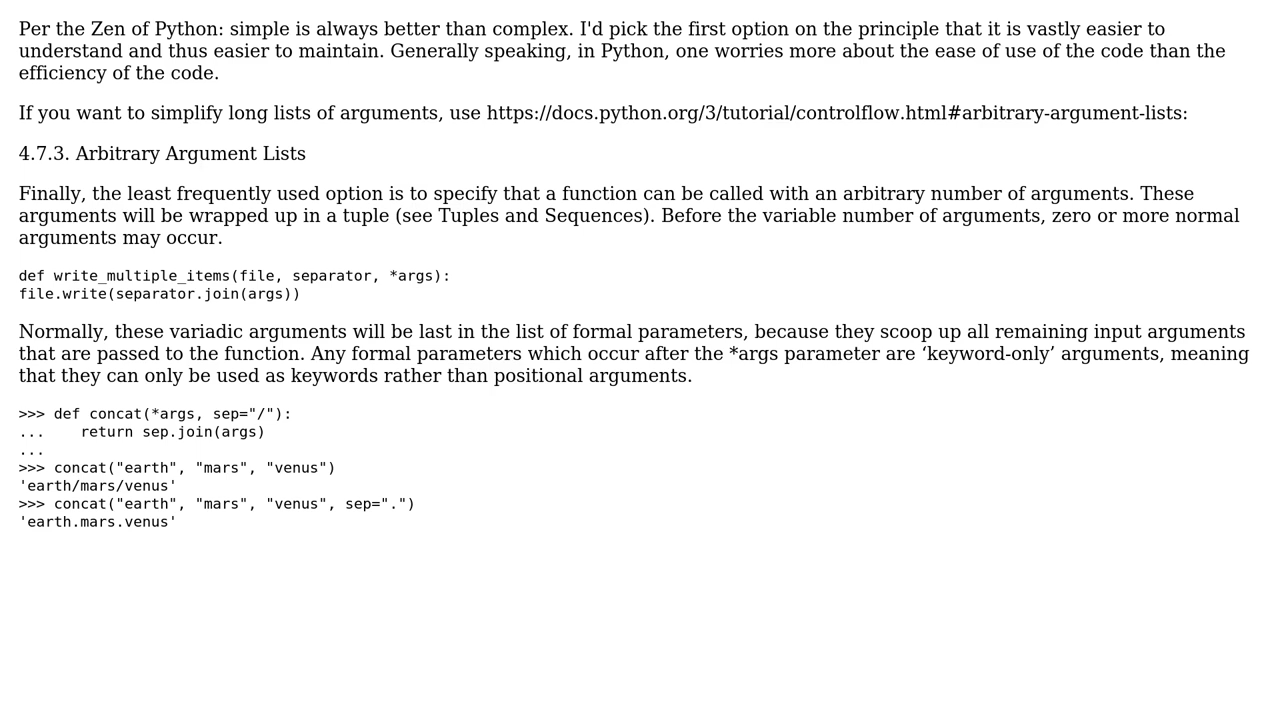 Per the Zen of Python: simple is always better than complex. I'd pick the first option on the principle that it is vastly easier to
understand and thus easier to maintain. Generally speaking, in Python, one worries more about the ease of use of the code than the
efficiency of the code.
If you want to simplify long lists of arguments, use https://docs.python.org/3/tutorial/controlflow.html#arbitrary-argument-lists:
4.7.3. Arbitrary Argument Lists
Finally, the least frequently used option is to specify that a function can be called with an arbitrary number of arguments. These
arguments will be wrapped up in a tuple (see Tuples and Sequences). Before the variable number of arguments, zero or more normal
arguments may occur.
def write_multiple_items(file, separator, *args):
file.write(separator.join(args))
Normally, these variadic arguments will be last in the list of formal parameters, because they scoop up all remaining input arguments
that are passed to the function. Any formal parameters which occur after the *args parameter are ‘keyword-only’ arguments, meaning
that they can only be used as keywords rather than positional arguments.
>>> def concat(*args, sep="/"):
...    return sep.join(args)
...
>>> concat("earth", "mars", "venus")
'earth/mars/venus'
>>> concat("earth", "mars", "venus", sep=".")
'earth.mars.venus'